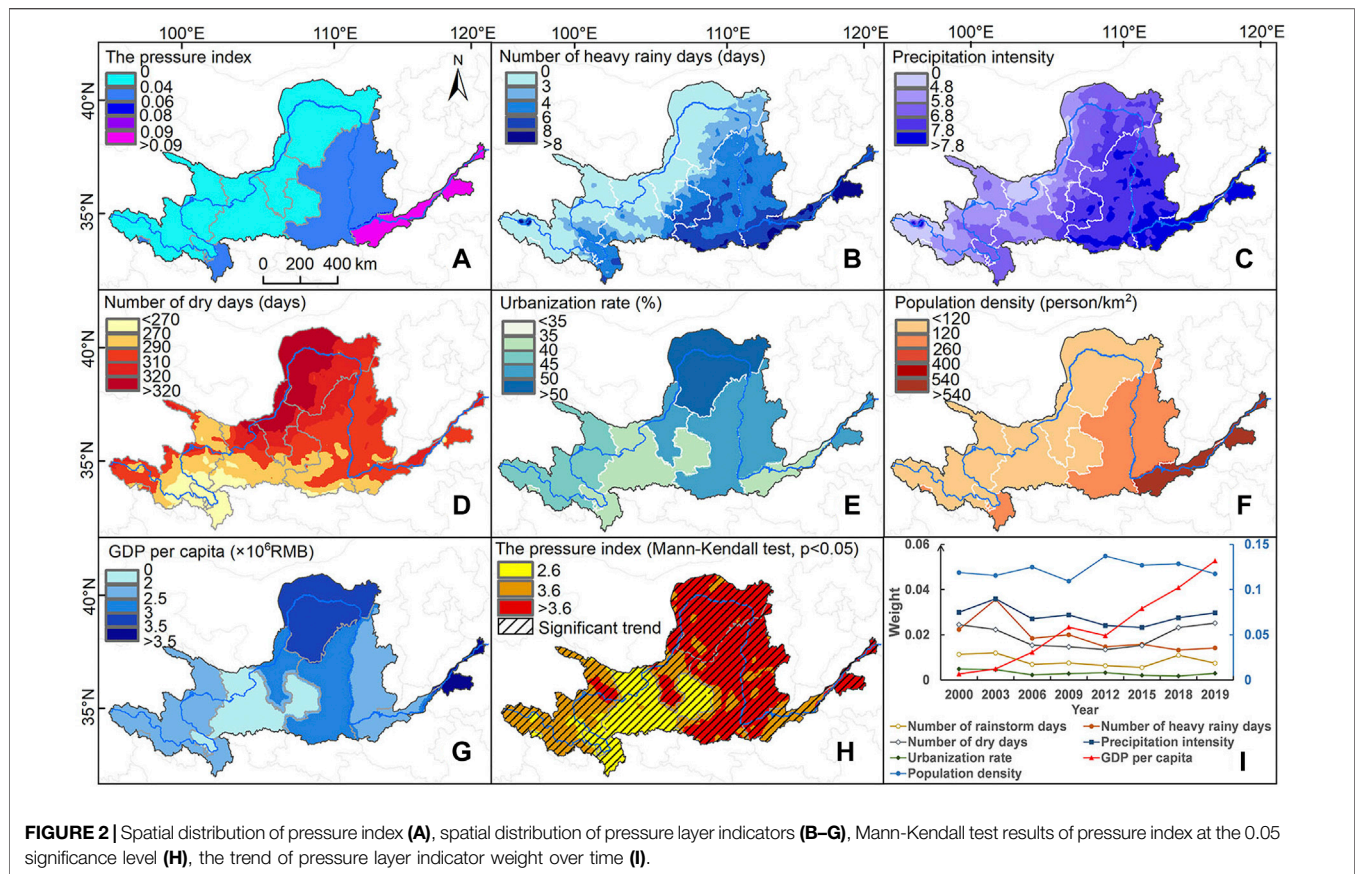 100°E 110°E 120°E 100°E 110°E 120°E 100°E 110°E 120°E
The pressure index
0
0.04
0.06
0.08
0.09
>0.09
N
40°N
35°N
0 200 400 km
A
Number of heavy rainy days (days)
0
3
4
6
8
>8
B
Precipitation intensity
0
4.8
5.8
6.8
7.8
>7.8
C
Number of dry days (days)
<270
270
290
310
320
>320
40°N
35°N
D
Urbanization rate (%)
<35
35
40
45
50
>50
E
Population density (person/km²)
<120
120
260
400
540
>540
F
GDP per capita (×10⁶RMB)
0
2
2.5
3
3.5
>3.5
40°N
35°N
G
The pressure index (Mann-Kendall test, p<0.05)
2.6
3.6
>3.6
Significant trend
H
0.06 0.15
0.04 0.1
0.02 0.05
0 0
Weight
2000 2003 2006 2009 2012 2015 2018 2019
Year
Number of rainstorm days Number of heavy rainy days
Number of dry days Precipitation intensity
Urbanization rate GDP per capita
Population density
I
FIGURE 2 | Spatial distribution of pressure index (A), spatial distribution of pressure layer indicators (B–G), Mann-Kendall test results of pressure index at the 0.05
significance level (H), the trend of pressure layer indicator weight over time (I).